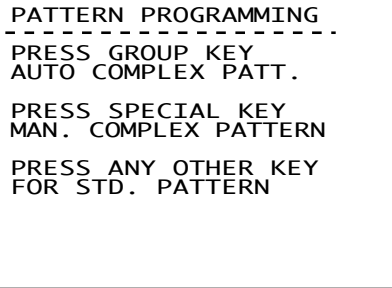 PATTERN PROGRAMMING
PRESS GROUP KEY
AUTO COMPLEX PATT.
PRESS SPECIAL KEY
MAN. COMPLEX PATTERN
PRESS ANY OTHER KEY
FOR STD. PATTERN